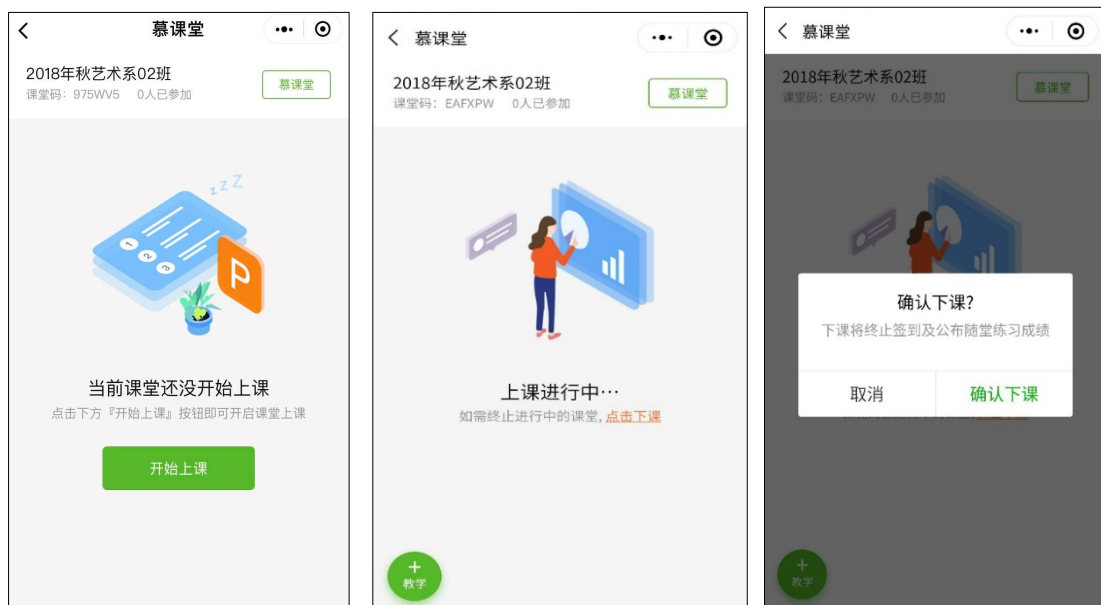 慕课堂
2018年秋艺术系02班
慕课堂
课堂码：975WV5 0人已参加
z Z Z
1
2
3
P
当前课堂还没开始上课
点击下方『开始上课』按钮即可开启课堂上课
开始上课
慕课堂
2018年秋艺术系02班
慕课堂
课堂码：EAFXPW 0人已参加
上课进行中…
如需终止进行中的课堂, 点击下课
+
教学
慕课堂
2018年秋艺术系02班
慕课堂
课堂码：EAFXPW 0人已参加
确认下课?
下课将终止签到及公布随堂练习成绩
取消 确认下课
+
教学